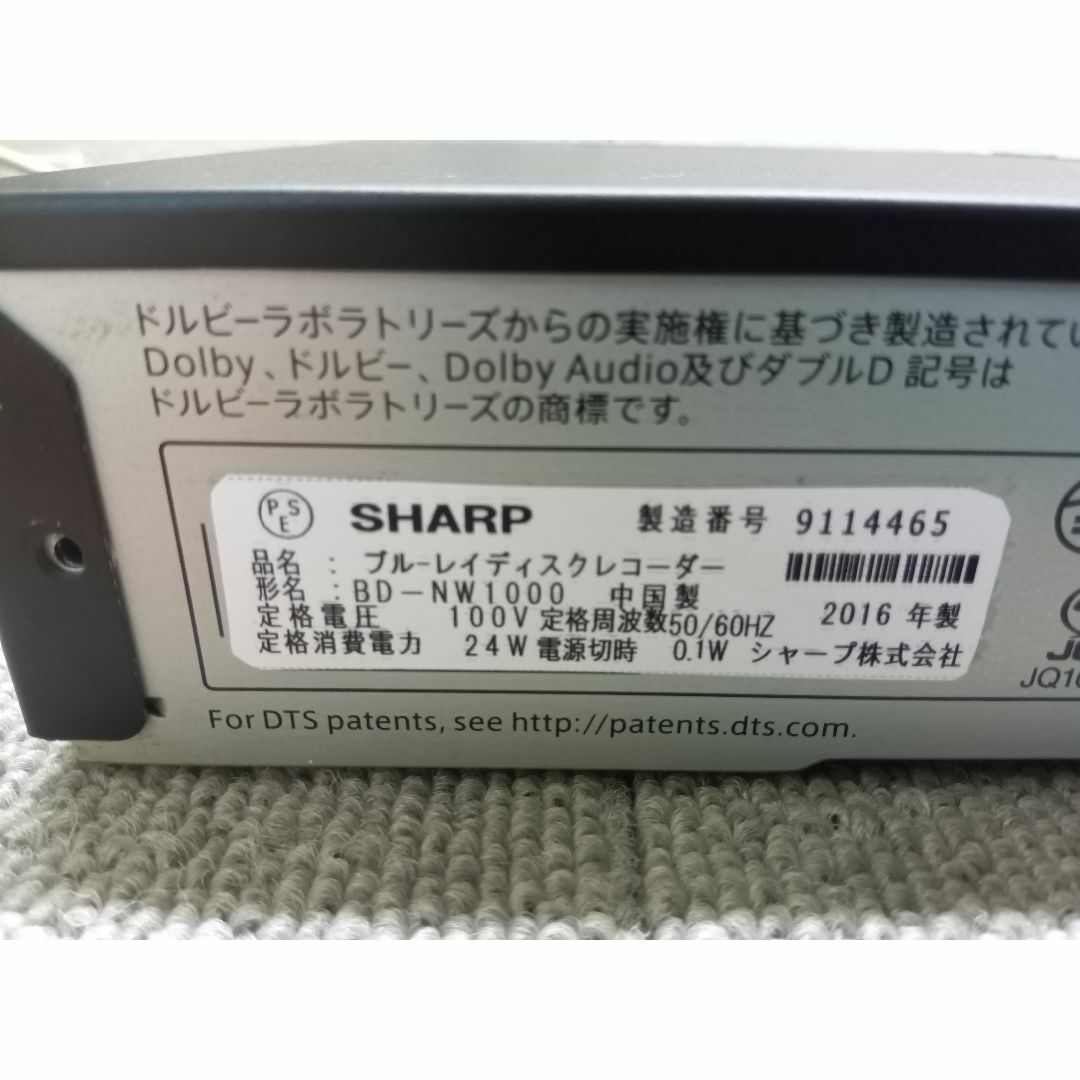 ドルビーラボラトリーズからの実施権に基づき製造されてい
Dolby、ドルビー、Dolby Audio及びダブルD 記号は
ドルビーラボラトリーズの商標です。
PSE SHARP 製造番号 9114465
品名 : ブルーレイディスクレコーダー
形名 : BD-NW1000 中国製 2016 年製
定格電圧 100V 定格周波数50/60HZ
定格消費電力 24W 電源切時 0.1W シャープ株式会社
For DTS patents, see http://patents.dts.com.